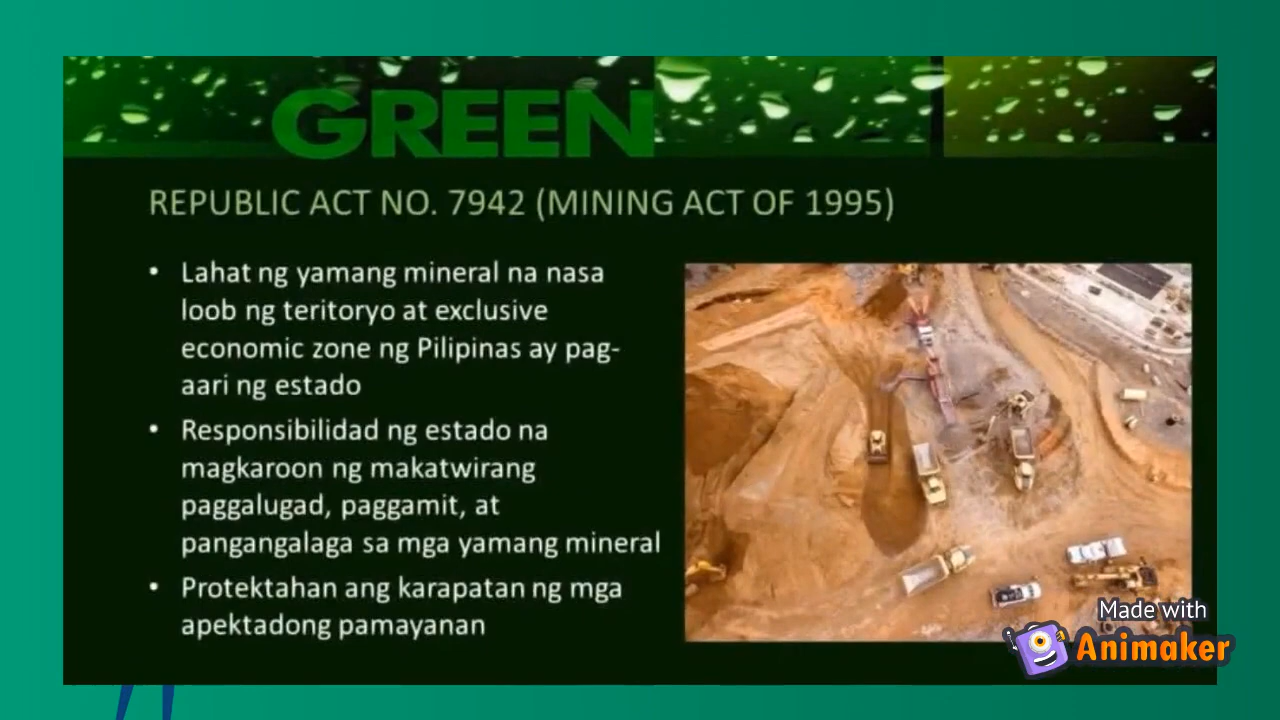 GREEN
REPUBLIC ACT NO. 7942 (MINING ACT OF 1995)
• Lahat ng yamang mineral na nasa
loob ng teritoryo at exclusive
economic zone ng Pilipinas ay pag-
aari ng estado
• Responsibilidad ng estado na
magkaroon ng makatwirang
paggalugad, paggamit, at
pangangalaga sa mga yamang mineral
• Protektahan ang karapatan ng mga
apektadong pamayanan
Made with
Animaker